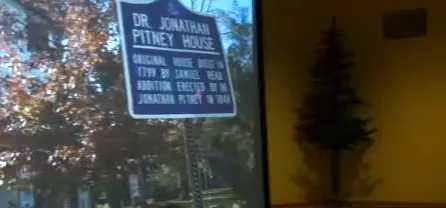 DR. JONATHAN
PITNEY HOUSE
ORIGINAL HOUSE BUILT IN
1799 BY SAMUEL READ
ADDITION ERECTED BY DR.
JONATHAN PITNEY IN 1848